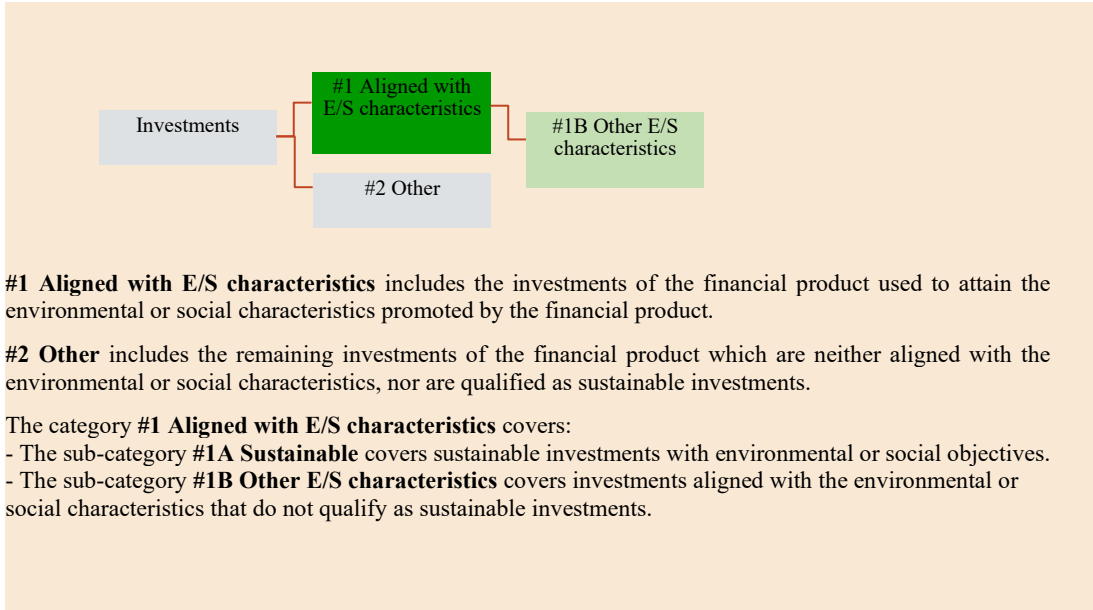 #1 Aligned with
E/S characteristics
Investments
#1B Other E/S
characteristics
#2 Other
#1 Aligned with E/S characteristics includes the investments of the financial product used to attain the
environmental or social characteristics promoted by the financial product.
#2 Other includes the remaining investments of the financial product which are neither aligned with the
environmental or social characteristics, nor are qualified as sustainable investments.
The category #1 Aligned with E/S characteristics covers:
- The sub-category #1A Sustainable covers sustainable investments with environmental or social objectives.
- The sub-category #1B Other E/S characteristics covers investments aligned with the environmental or
social characteristics that do not qualify as sustainable investments.